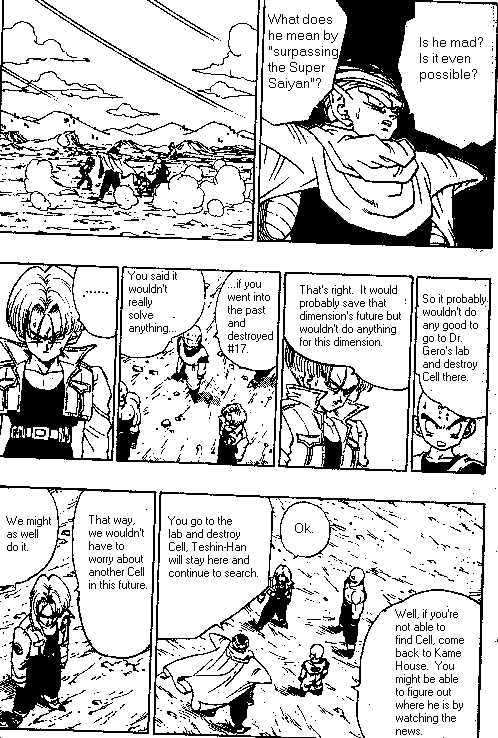 What does
he mean by
"surpassing
the Super
Saiyan"?
Is he mad?
Is it even
possible?
......
You said it
wouldn't
really
solve
anything...
...if you
went into
the past
and
destroyed
#17.
That's right. It would
probably save that
dimension's future but
wouldn't do anything
for this dimension.
So it probably
wouldn't do
any good to
go to Dr.
Gero's lab
and destroy
Cell there.
We might
as well
do it.
That way,
we wouldn't
have to
worry about
another Cell
in this future.
You go to the
lab and destroy
Cell, Teshin-Han
will stay here and
continue to search.
Ok.
Well, if you're
not able to
find Cell, come
back to Kame
House. You
might be able
to figure out
where he is by
watching the
news.